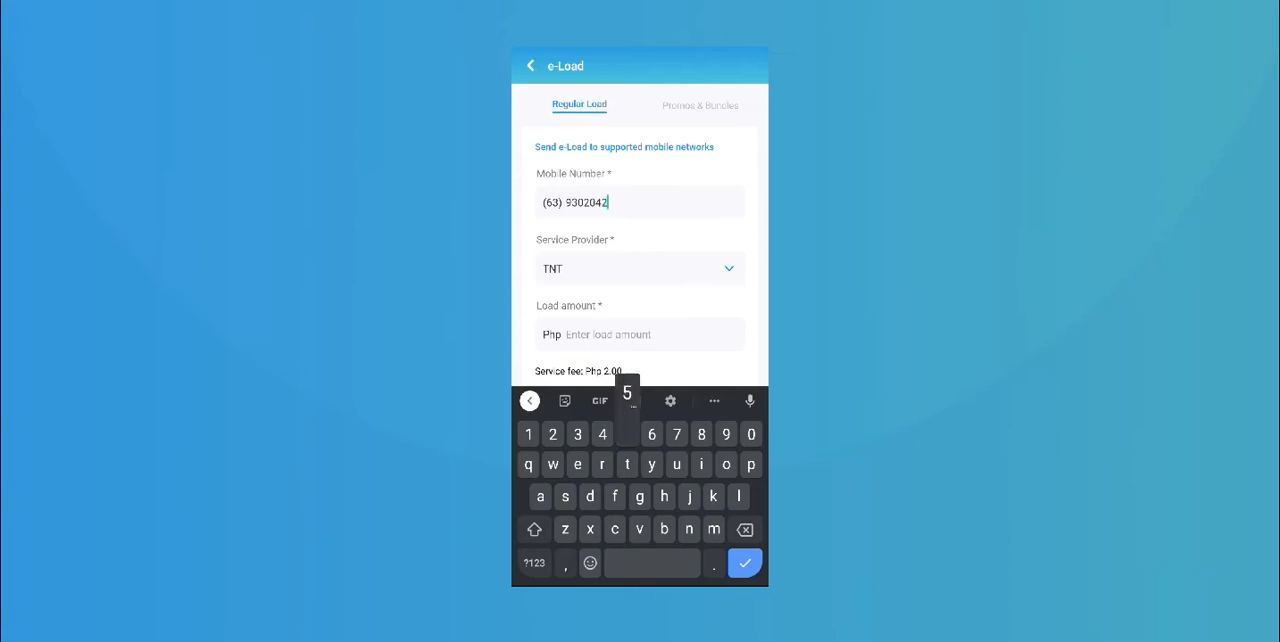 e-Load
Regular Load Promos & Bundles
Send e-Load to supported mobile networks
Mobile Number *
(63) 9302042
Service Provider *
TNT
Load amount *
Php Enter load amount
Service fee: Php 2.00
5
GIF
1 2 3 4 6 7 8 9 0
q w e r t y u i o p
a s d f g h j k l
z x c v b n m
?123 , .